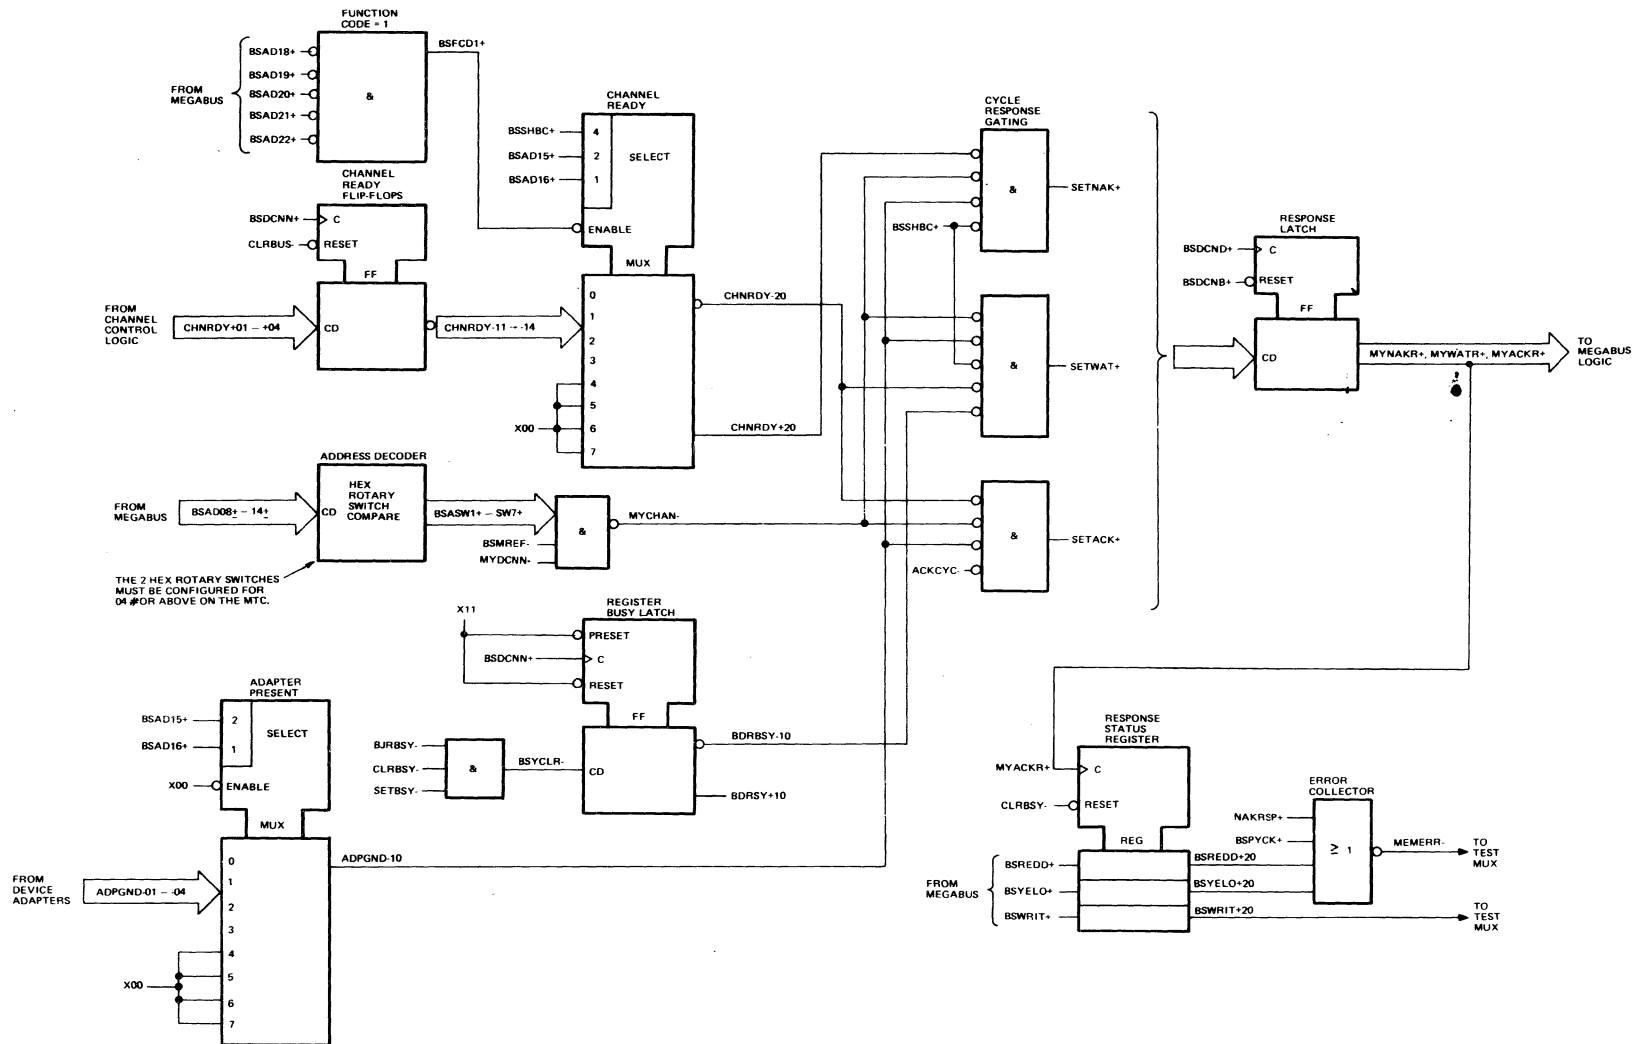 FUNCTION
CODE = 1
BSAD18+
BSAD19+
BSAD20+
BSAD21+
BSAD22+
FROM
MEGABUS
&
BSFCD1+
CHANNEL
READY
FLIP-FLOPS
BSDCNN+
C
CLRBUS-
RESET
FF
FROM
CHANNEL
CONTROL
LOGIC
CHNRDY+01 – +04
CD
CHNRDY-11 – -14
CHANNEL
READY
BSSHBC+
4
BSAD15+
2
BSAD16+
1
SELECT
ENABLE
MUX
0
1
2
3
4
5
6
7
X00
CHNRDY-20
CHNRDY+20
CYCLE
RESPONSE
GATING
&
SETNAK+
BSSHBC+
&
SETWAT+
&
SETACK+
ACKCYC-
RESPONSE
LATCH
BSDCND+
C
BSDCNB+
RESET
FF
CD
MYNAKR+, MYWATR+, MYACKR+
TO
MEGABUS
LOGIC
ADDRESS DECODER
FROM
MEGABUS
BSAD08± – 14±
CD
HEX
ROTARY
SWITCH
COMPARE
BSASW1+ – SW7+
BSMREF-
MYDCNN-
&
MYCHAN-
THE 2 HEX ROTARY SWITCHES
MUST BE CONFIGURED FOR
04 #OR ABOVE ON THE MTC.
REGISTER
BUSY LATCH
X11
PRESET
BSDCNN+
C
RESET
FF
BJRBSY-
CLRBSY-
SETBSY-
&
BSYCLR-
CD
BDRBSY-10
BDRSY+10
ADAPTER
PRESENT
BSAD15+
2
BSAD16+
1
SELECT
X00
ENABLE
MUX
0
1
2
3
4
5
6
7
FROM
DEVICE
ADAPTERS
ADPGND-01 – -04
X00
ADPGND-10
RESPONSE
STATUS
REGISTER
MYACKR+
C
CLRBSY-
RESET
REG
FROM
MEGABUS
BSREDD+
BSYELO+
BSWRIT+
BSREDD+20
BSYELO+20
BSWRIT+20
ERROR
COLLECTOR
NAKRSP+
BSPYCK+
≥ 1
MEMERR-
TO
TEST
MUX
TO
TEST
MUX